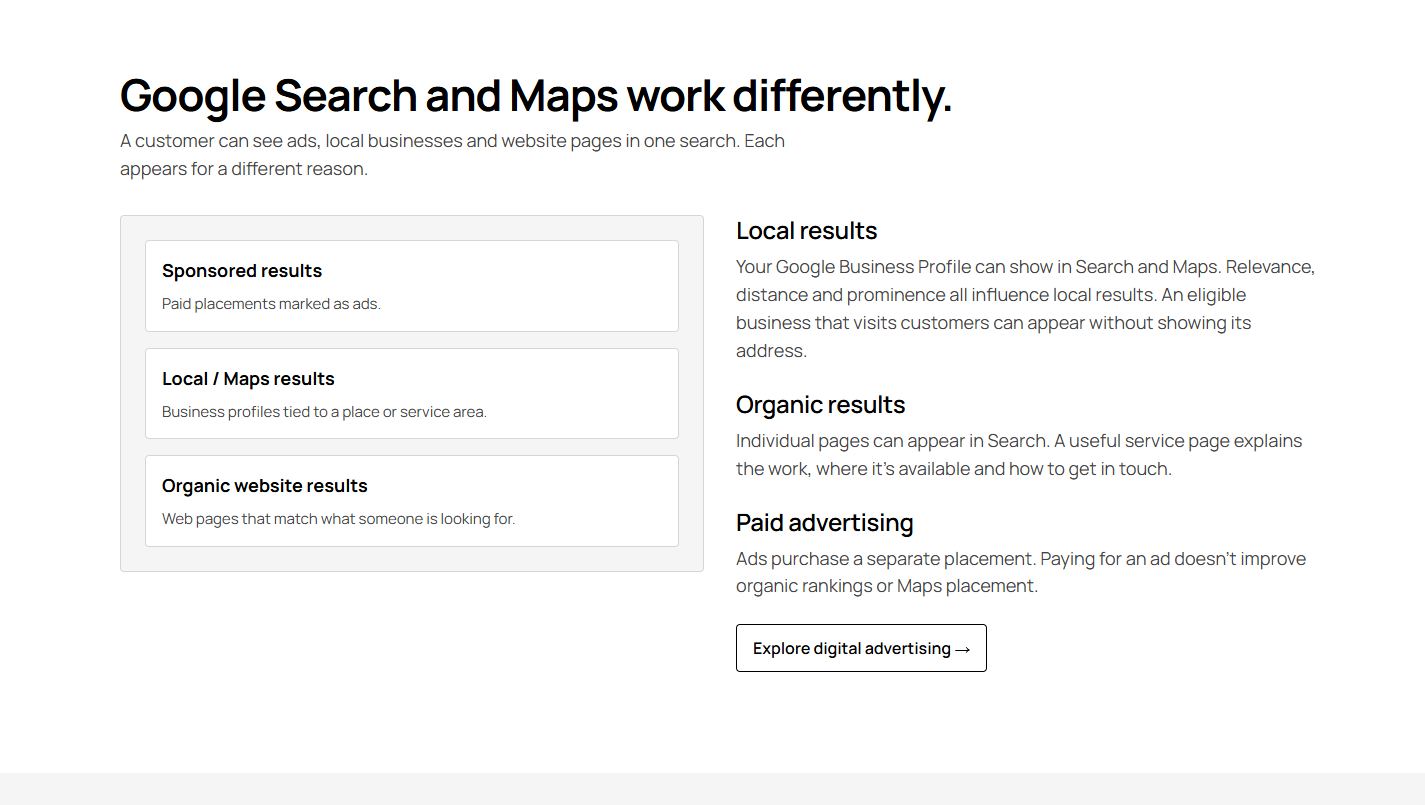 Google Search and Maps work differently.
A customer can see ads, local businesses and website pages in one search. Each
appears for a different reason.
Sponsored results
Paid placements marked as ads.
Local / Maps results
Business profiles tied to a place or service area.
Organic website results
Web pages that match what someone is looking for.
Local results
Your Google Business Profile can show in Search and Maps. Relevance,
distance and prominence all influence local results. An eligible
business that visits customers can appear without showing its
address.
Organic results
Individual pages can appear in Search. A useful service page explains
the work, where it’s available and how to get in touch.
Paid advertising
Ads purchase a separate placement. Paying for an ad doesn’t improve
organic rankings or Maps placement.
Explore digital advertising →